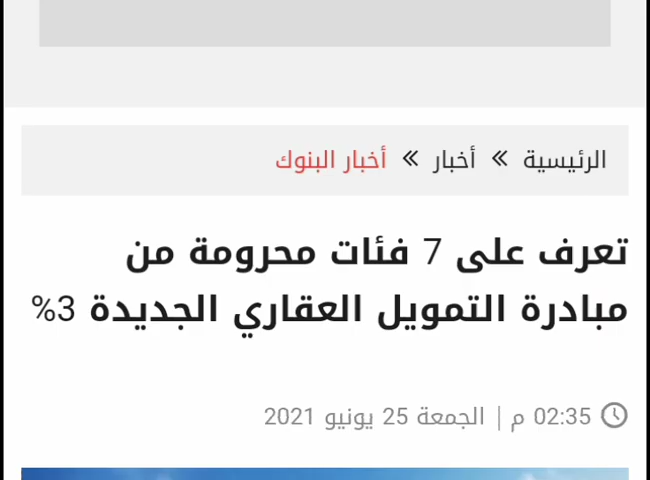 الرئيسية » أخبار » أخبار البنوك
تعرف على 7 فئات محرومة من
مبادرة التمويل العقاري الجديدة 3%
02:35 م | الجمعة 25 يونيو 2021